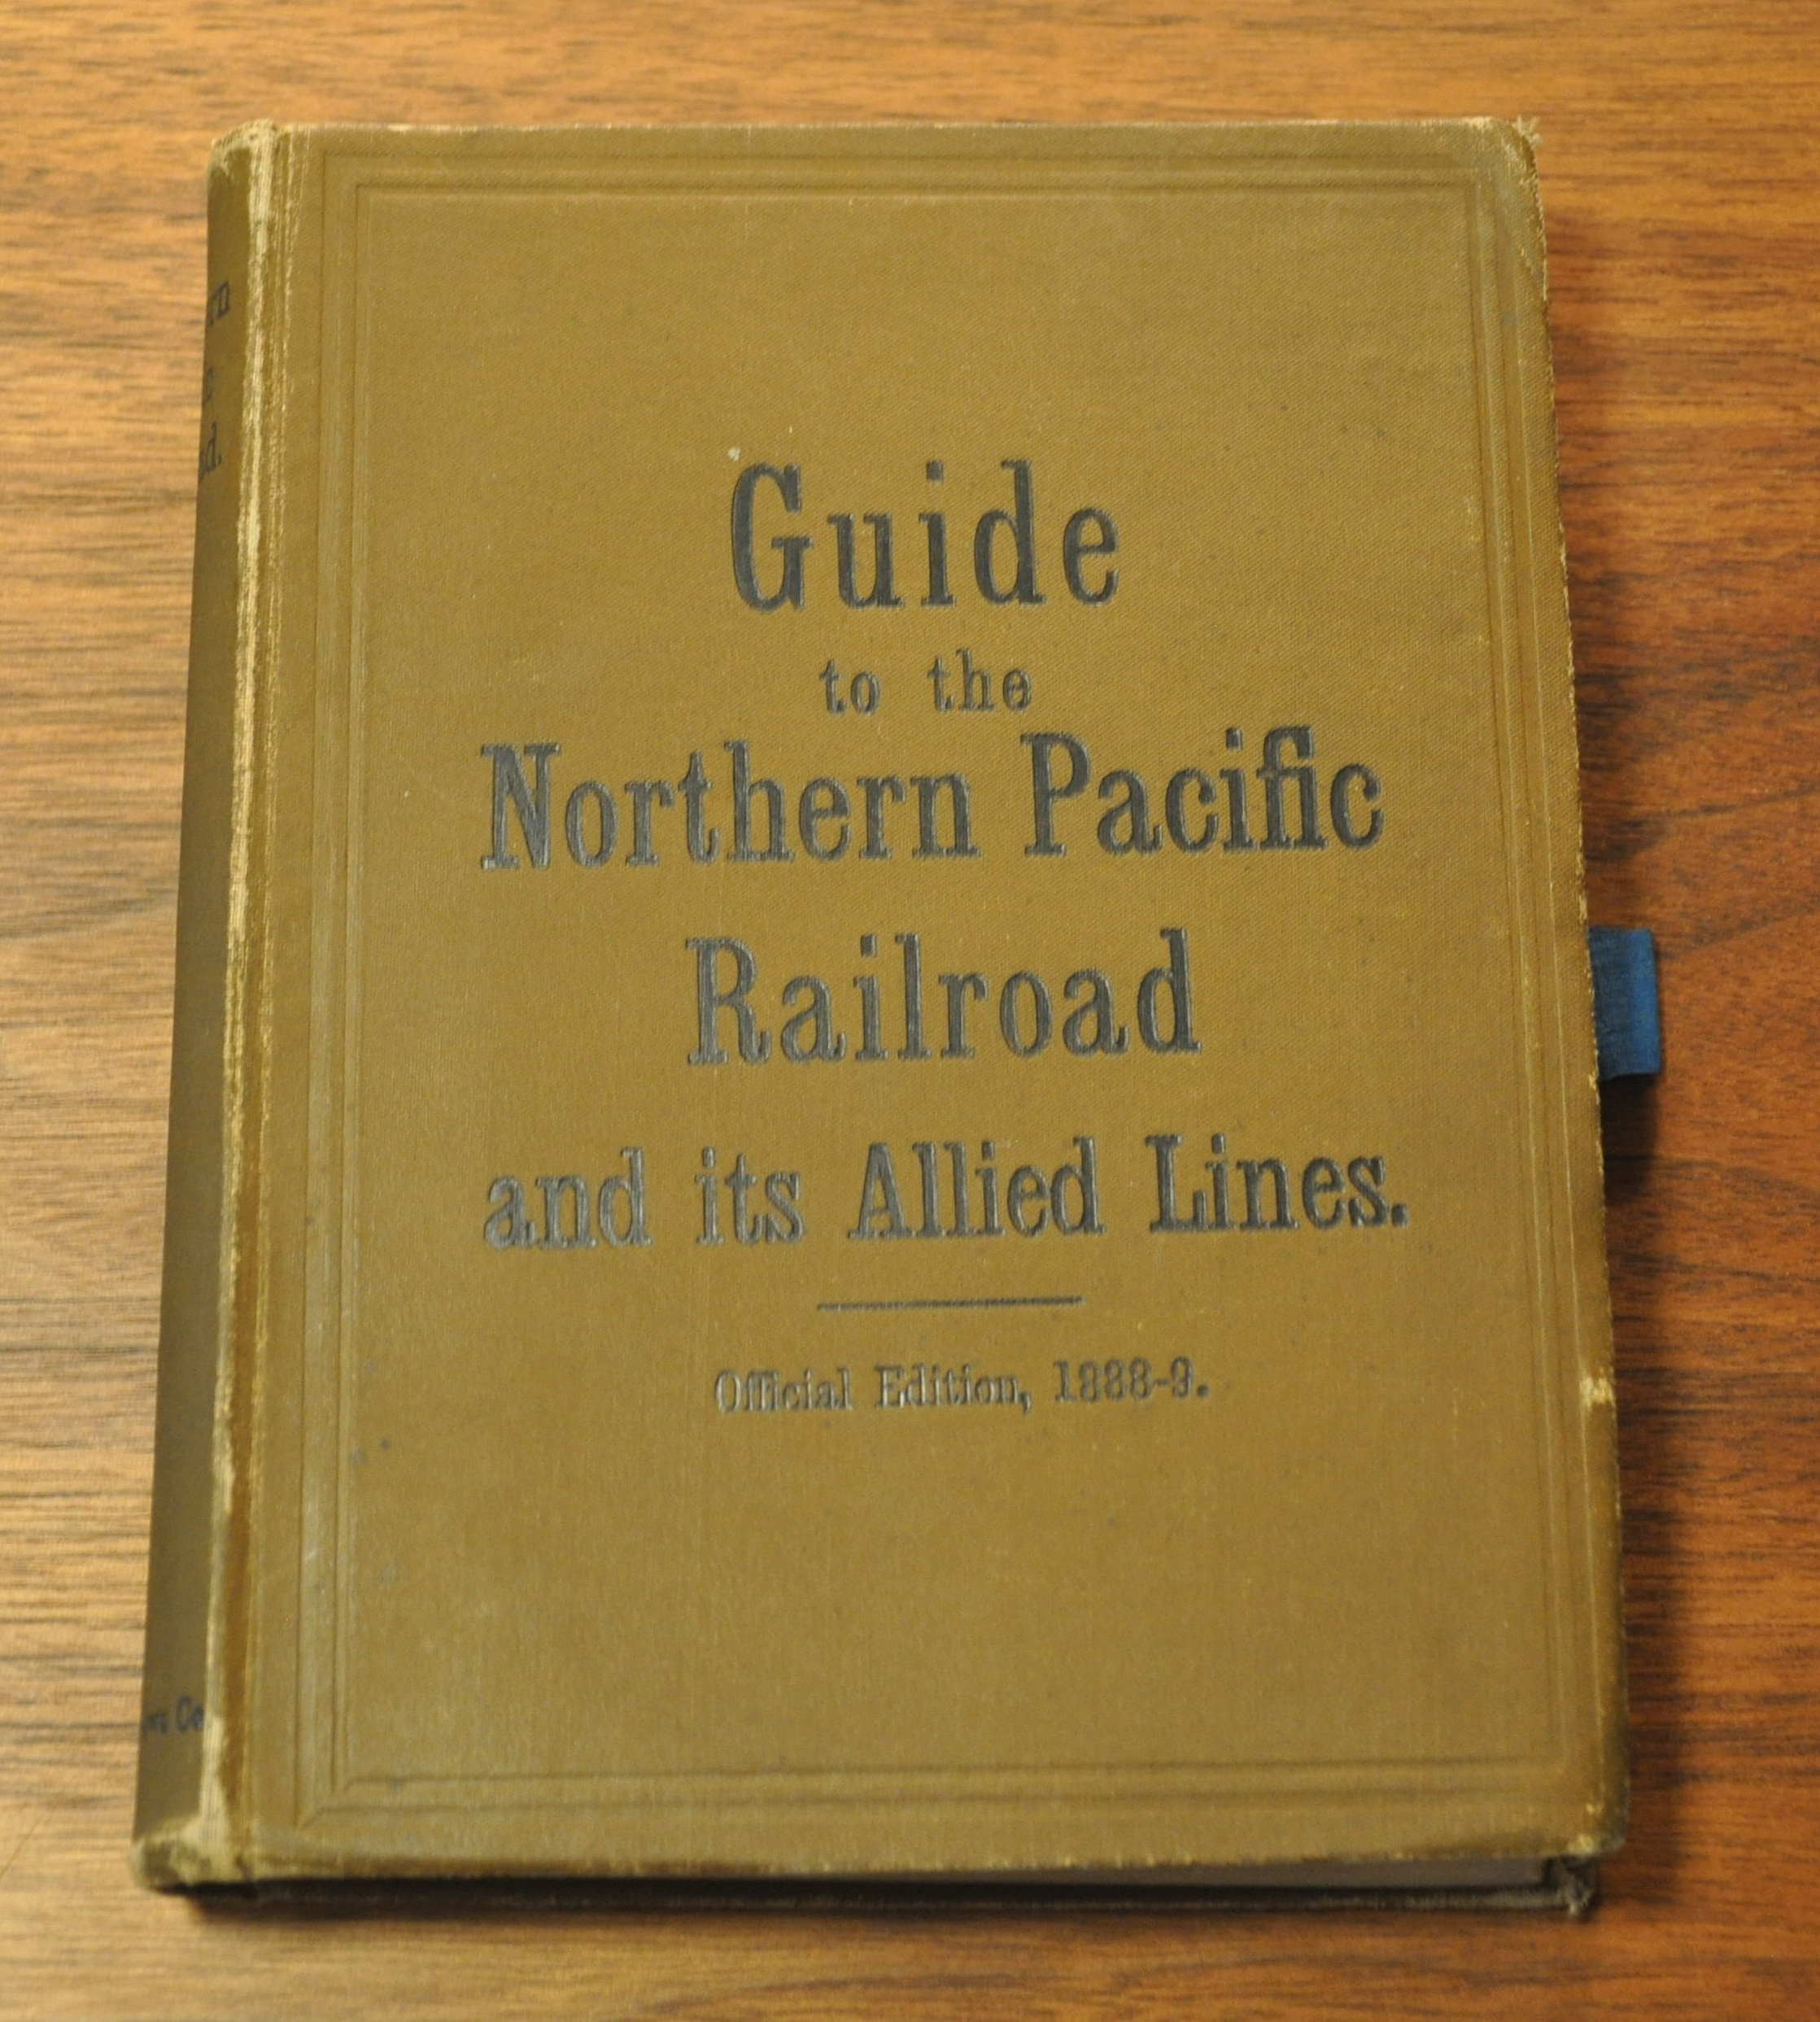 Guide
to the
Northern Pacific
Railroad
and its Allied Lines.
Official Edition, 1888-9.